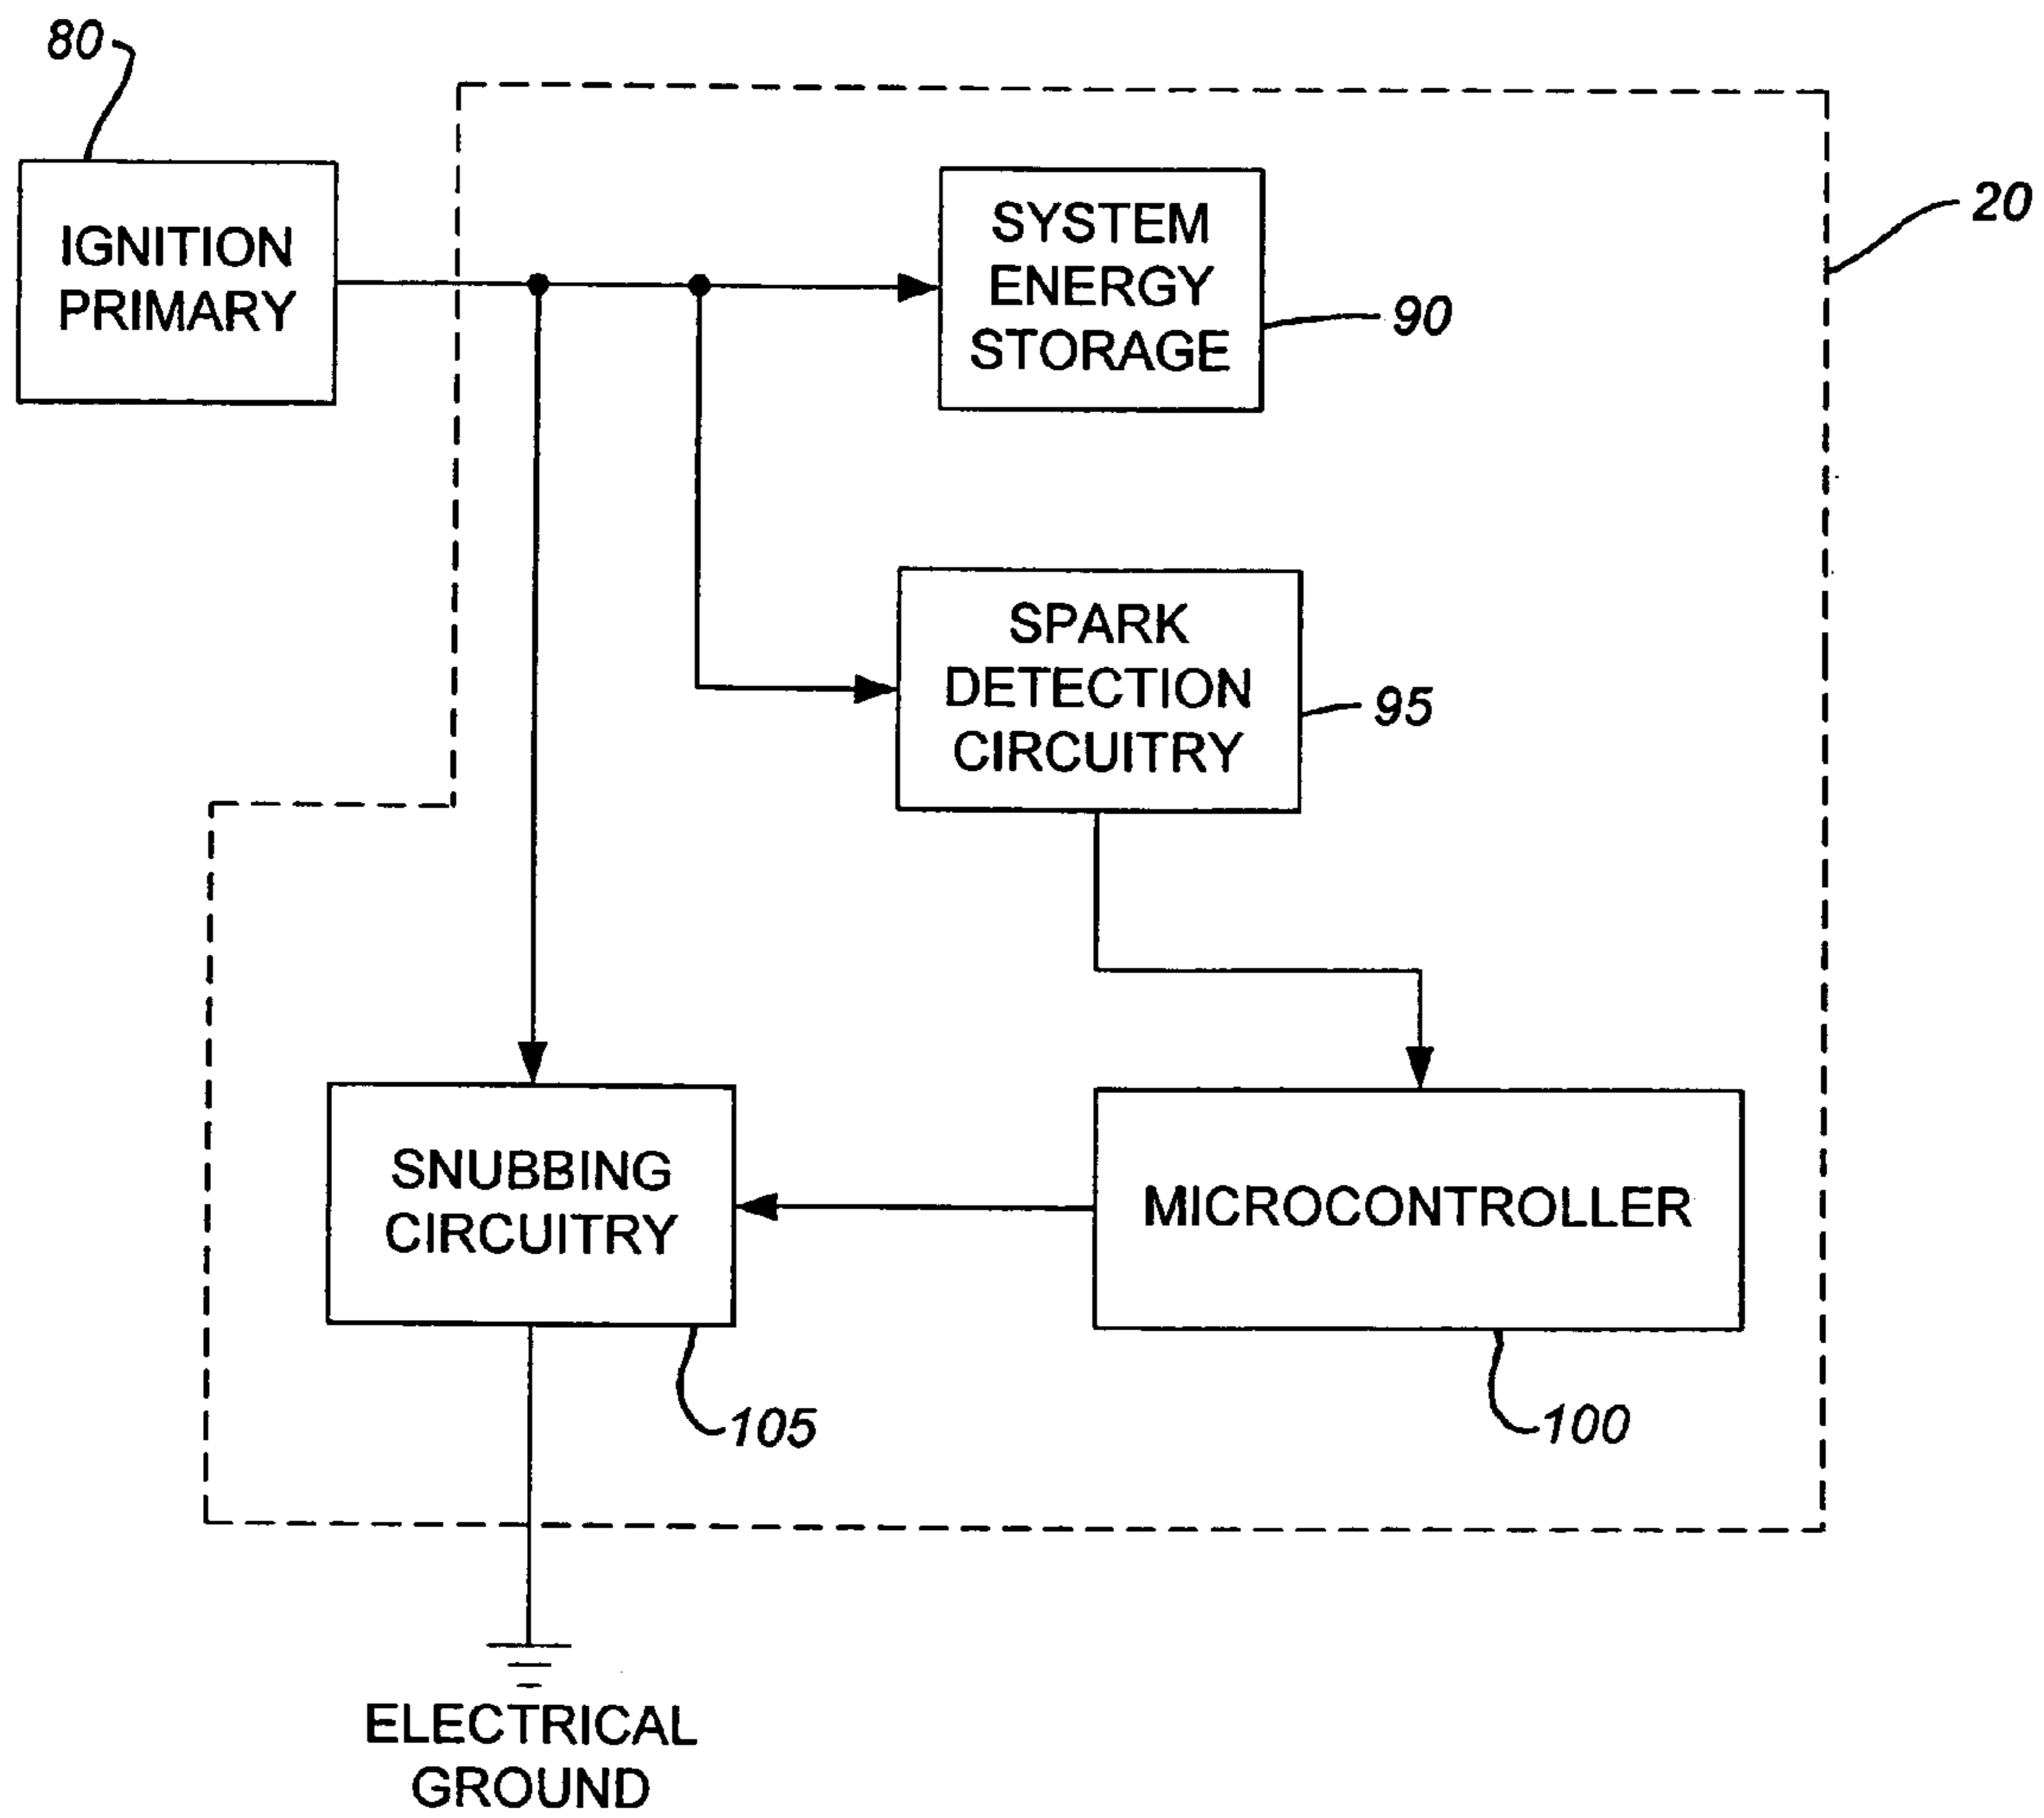 80
20
IGNITION
PRIMARY
SYSTEM
ENERGY
STORAGE
90
SPARK
DETECTION
CIRCUITRY
95
SNUBBING
CIRCUITRY
105
MICROCONTROLLER
100
ELECTRICAL
GROUND